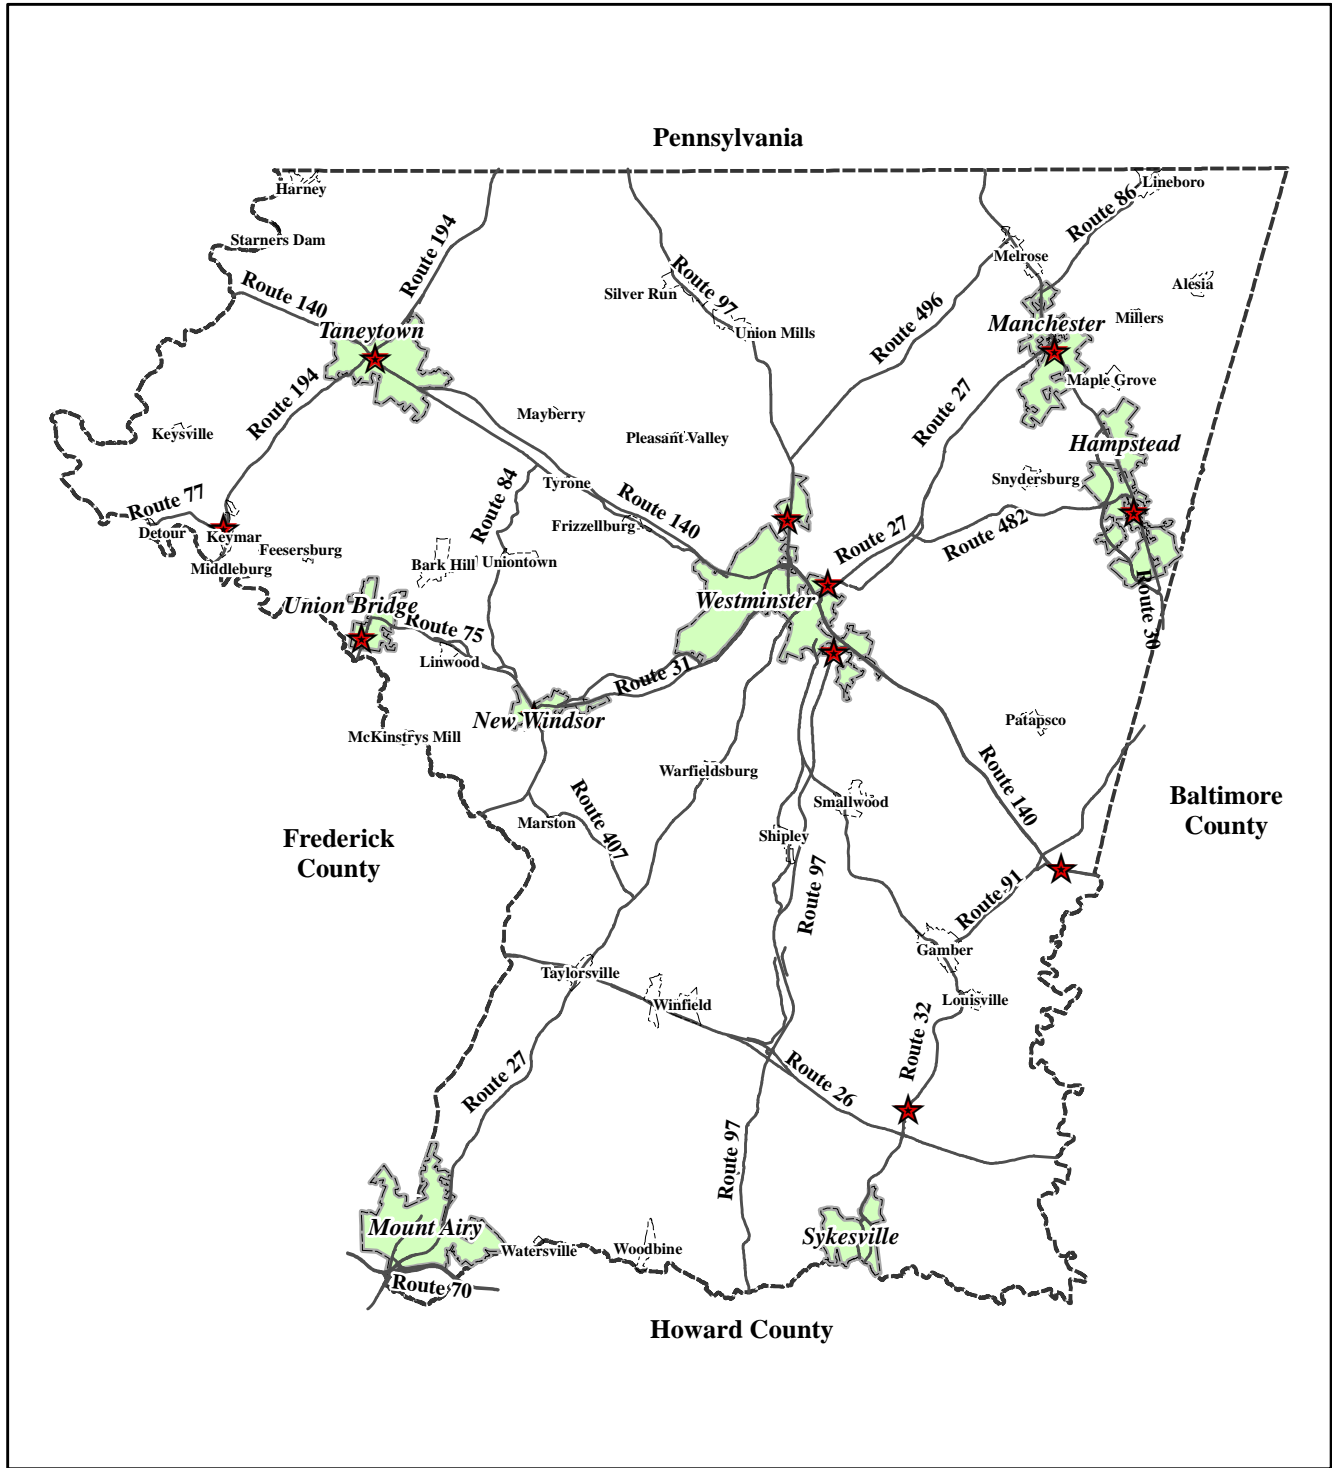 Pennsylvania
Lineboro
Harney
Route 86
Starners Dam
Route 194
Melrose
Route 140
Silver Run
Route 97
Alesia
Taneytown
Union Mills
Route 496
Manchester
Millers
Maple Grove
Route 194
Mayberry
Route 27
Keysville
Pleasant Valley
Hampstead
Snydersburg
Tyrone
Route 84
Route 77
Route 140
Frizzellburg
Route 27
Route 482
Detour
Keymar
Feesersburg
Middleburg
Bark Hill
Uniontown
Westminster
Route 30
Union Bridge
Route 75
Linwood
Route 31
New Windsor
Patapsco
McKinstrys Mill
Warfieldsburg
Route 140
Smallwood
Baltimore
County
Route 407
Marston
Shipley
Frederick
County
Route 97
Route 91
Gamber
Taylorsville
Winfield
Louisville
Route 32
Route 27
Route 26
Route 97
Mount Airy
Sykesville
Watersville
Woodbine
Route 70
Howard County